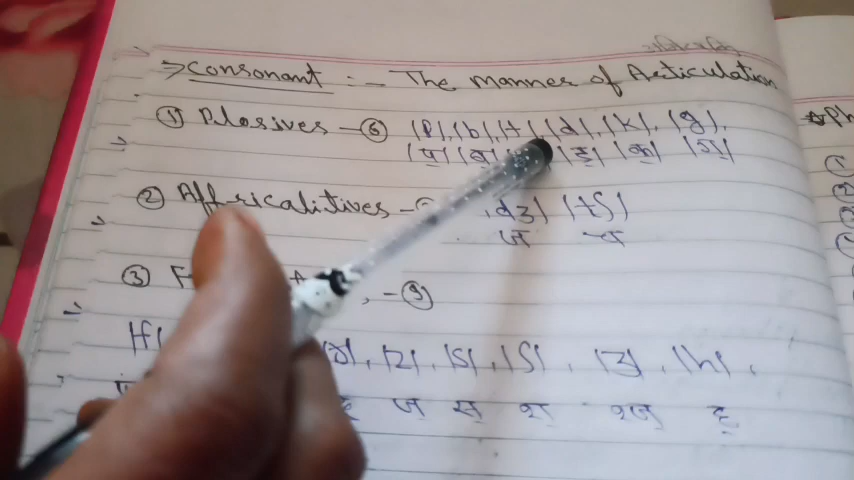 ⇒ Consonant :- The manner of Articulation
① Plosives - ⑥ |p|, |b|, |t|, |d|, |k|, |g|,
|प| |ब| |ड| |क| |ग|
② Affricalitives - dʒ| |tʃ|
ज च
③ F - ⑨
|f| |z|, |s|, |ʃ|, |ʒ|, |h|,
ज़ स श श्ज़ ह